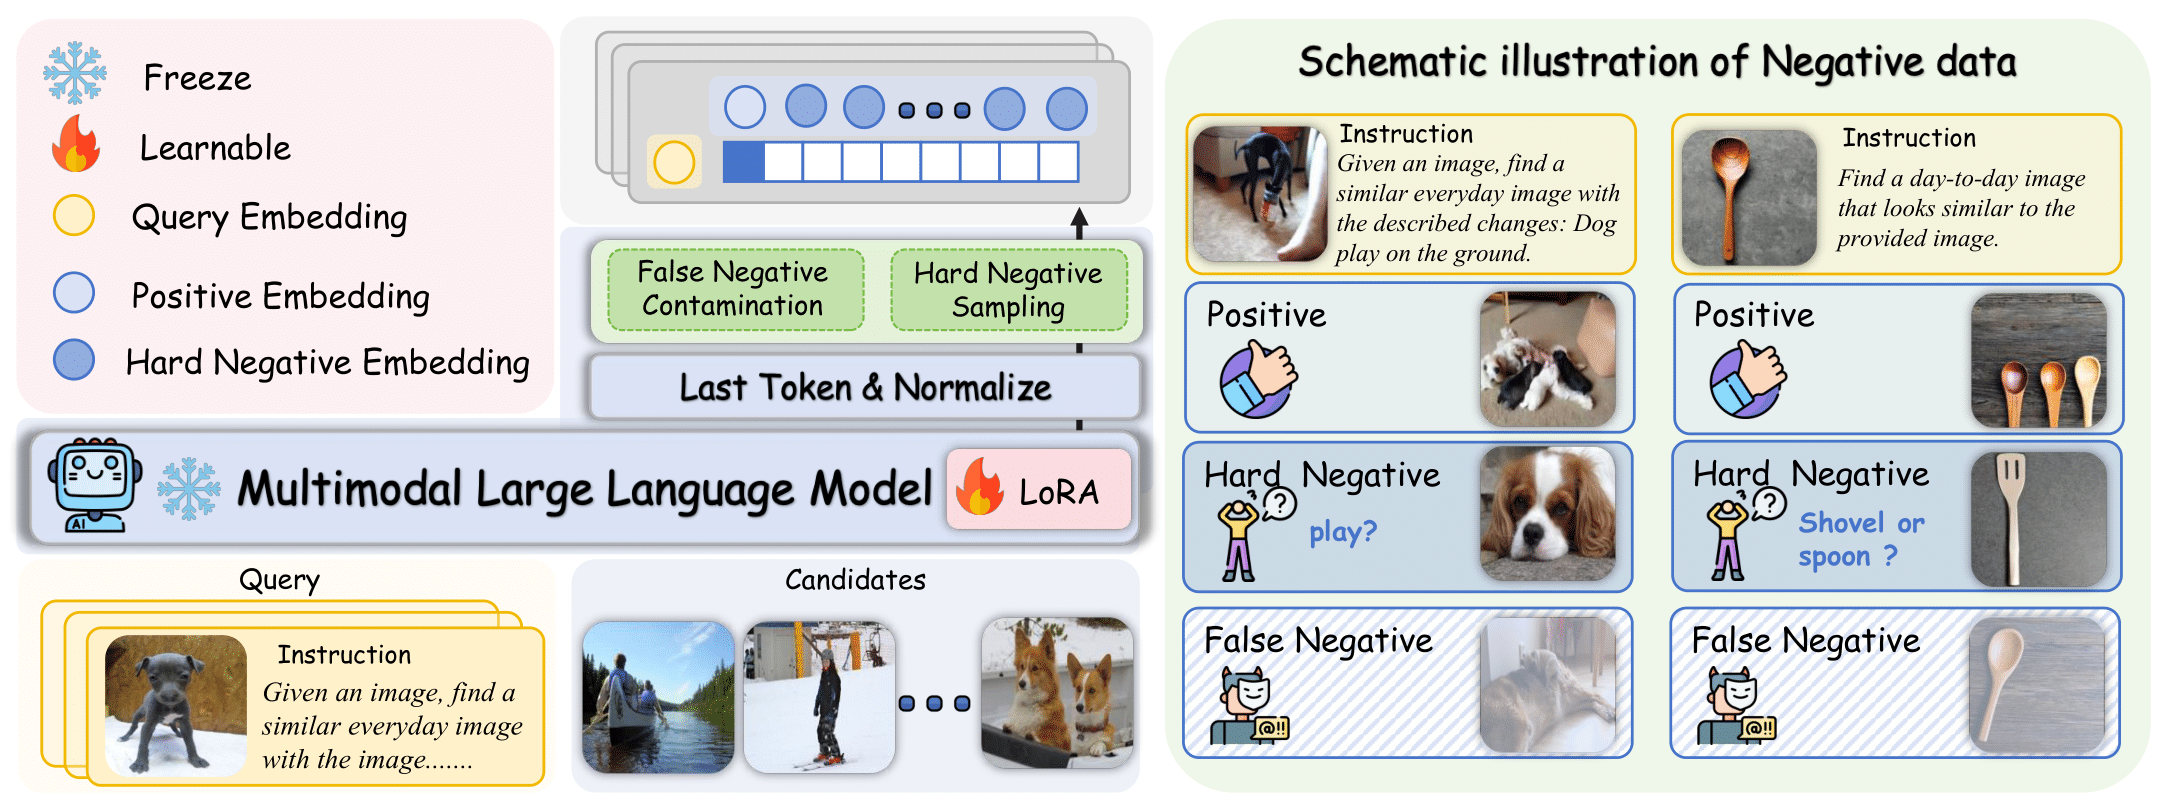 Freeze
Learnable
Query Embedding
Positive Embedding
Hard Negative Embedding
False Negative
Contamination
Hard Negative
Sampling
Last Token & Normalize
AI
Multimodal Large Language Model
LoRA
Query
Instruction
Given an image, find a
similar everyday image
with the image.......
Candidates
Schematic illustration of Negative data
Instruction
Given an image, find a
similar everyday image with
the described changes: Dog
play on the ground.
Positive
Hard Negative
?
play?
False Negative
@!!
Instruction
Find a day-to-day image
that looks similar to the
provided image.
Positive
Hard Negative
?
Shovel or
spoon ?
False Negative
@!!